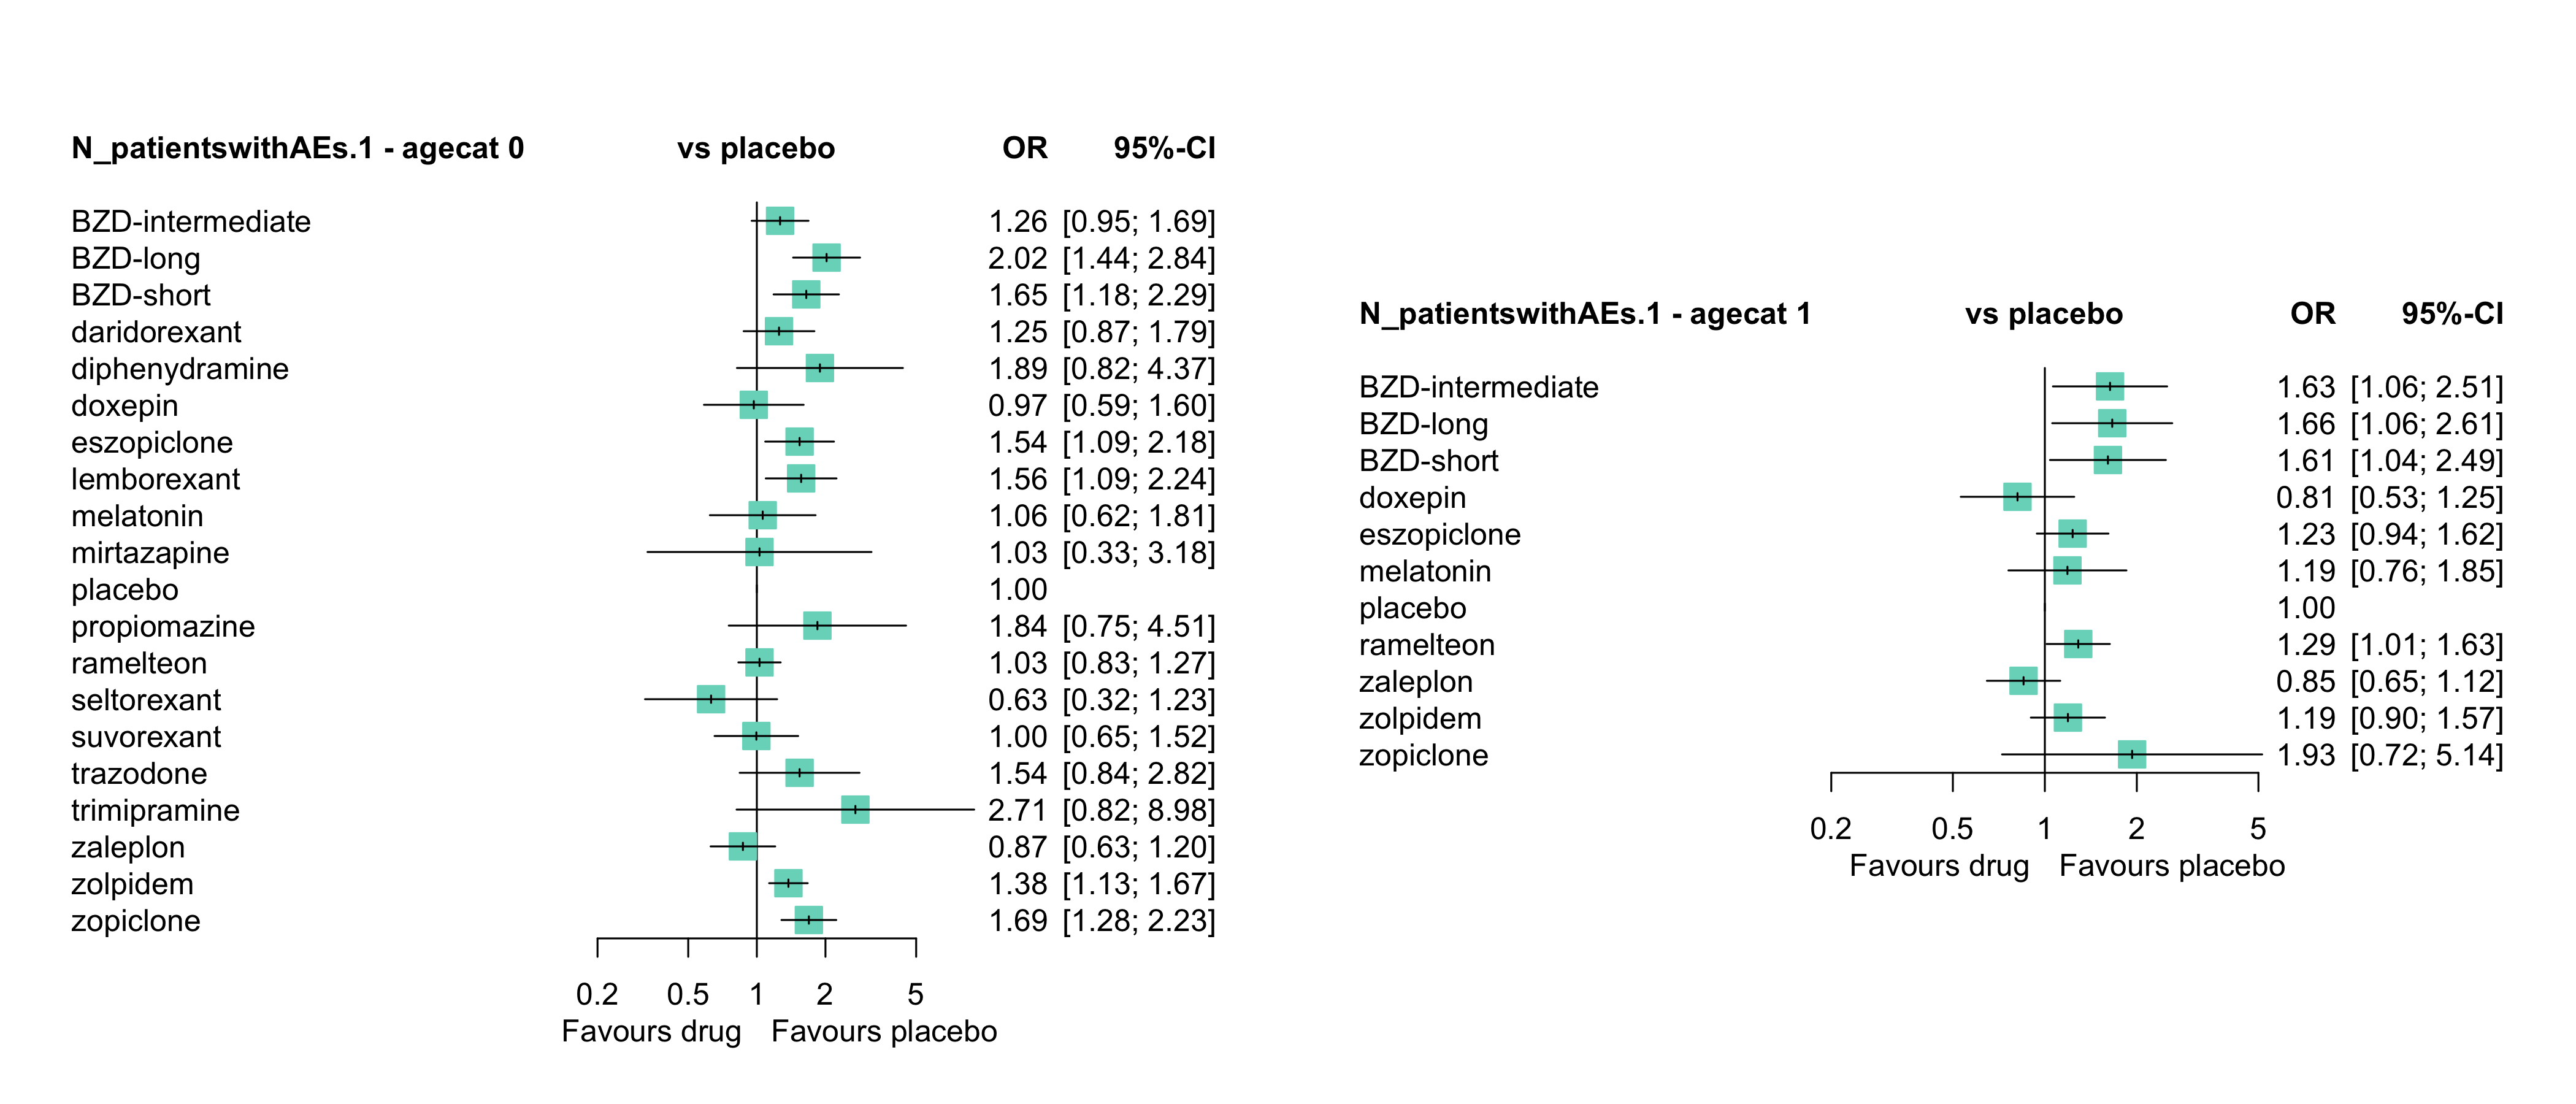 N_patientswithAEs.1 - agecat 0 vs placebo OR 95%-CI
BZD-intermediate 1.26 [0.95; 1.69]
BZD-long 2.02 [1.44; 2.84]
BZD-short 1.65 [1.18; 2.29]
daridorexant 1.25 [0.87; 1.79]
diphenydramine 1.89 [0.82; 4.37]
doxepin 0.97 [0.59; 1.60]
eszopiclone 1.54 [1.09; 2.18]
lemborexant 1.56 [1.09; 2.24]
melatonin 1.06 [0.62; 1.81]
mirtazapine 1.03 [0.33; 3.18]
placebo 1.00
propiomazine 1.84 [0.75; 4.51]
ramelteon 1.03 [0.83; 1.27]
seltorexant 0.63 [0.32; 1.23]
suvorexant 1.00 [0.65; 1.52]
trazodone 1.54 [0.84; 2.82]
trimipramine 2.71 [0.82; 8.98]
zaleplon 0.87 [0.63; 1.20]
zolpidem 1.38 [1.13; 1.67]
zopiclone 1.69 [1.28; 2.23]
0.2 0.5 1 2 5
Favours drug Favours placebo
N_patientswithAEs.1 - agecat 1 vs placebo OR 95%-CI
BZD-intermediate 1.63 [1.06; 2.51]
BZD-long 1.66 [1.06; 2.61]
BZD-short 1.61 [1.04; 2.49]
doxepin 0.81 [0.53; 1.25]
eszopiclone 1.23 [0.94; 1.62]
melatonin 1.19 [0.76; 1.85]
placebo 1.00
ramelteon 1.29 [1.01; 1.63]
zaleplon 0.85 [0.65; 1.12]
zolpidem 1.19 [0.90; 1.57]
zopiclone 1.93 [0.72; 5.14]
0.2 0.5 1 2 5
Favours drug Favours placebo